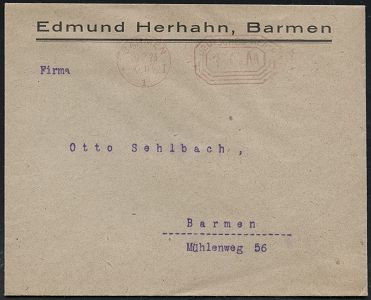 Edmund Herhahn, Barmen
Firma
Otto Sehlbach,
Barmen
Mühlenweg 56